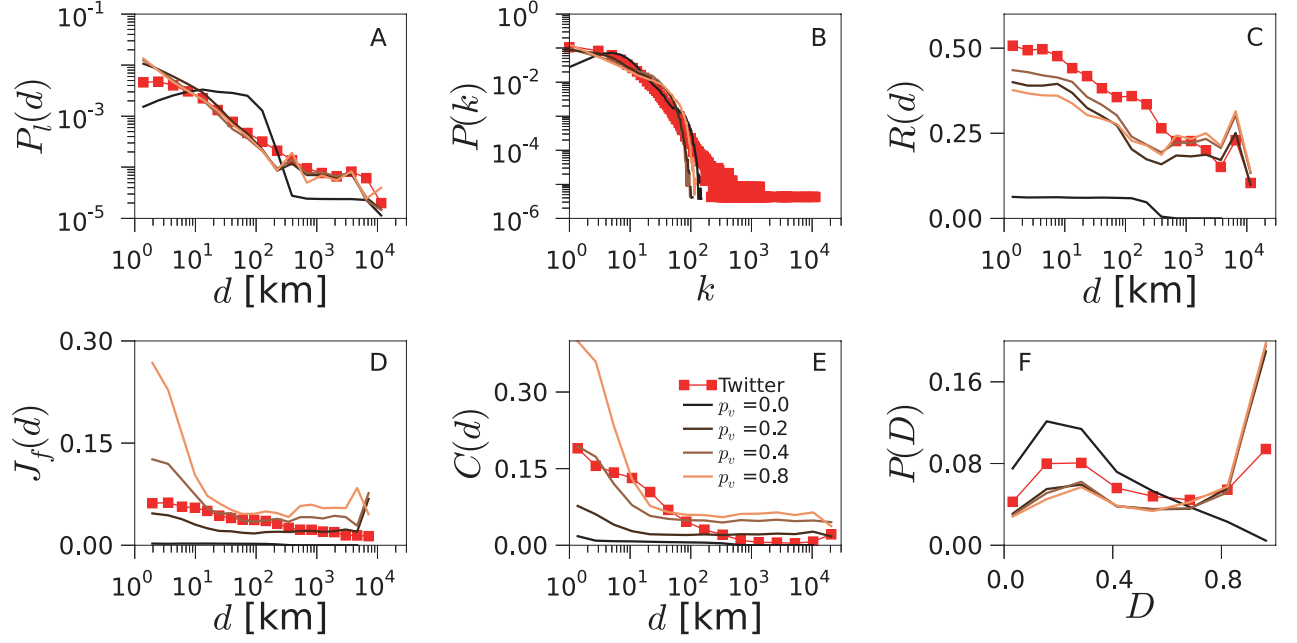 A
P_l(d)
10^{-1}
10^{-3}
10^{-5}
10^0 10^1 10^2 10^3 10^4
d [km]
B
P(k)
10^0
10^{-2}
10^{-4}
10^{-6}
10^0 10^1 10^2 10^3 10^4
k
C
R(d)
0.50
0.25
0.00
10^0 10^1 10^2 10^3 10^4
d [km]
D
J_f(d)
0.30
0.15
0.00
10^0 10^1 10^2 10^3 10^4
d [km]
E
C(d)
0.30
0.15
0.00
Twitter
p_v =0.0
p_v =0.2
p_v =0.4
p_v =0.8
10^0 10^1 10^2 10^3 10^4
d [km]
F
P(D)
0.16
0.08
0.00
0.0 0.4 0.8
D